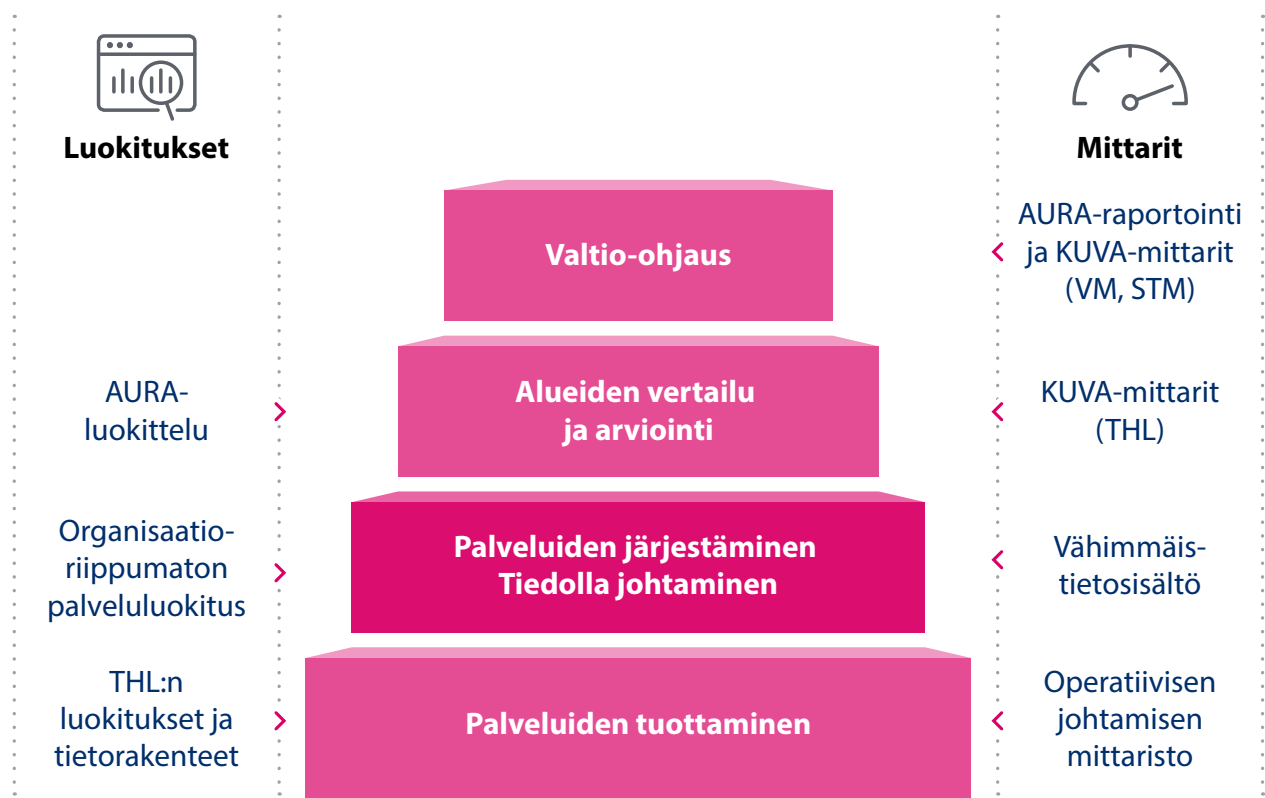 Luokitukset
Mittarit
Valtio-ohjaus
AURA-raportointi
ja KUVA-mittarit
(VM, STM)
AURA-
luokittelu
Alueiden vertailu
ja arviointi
KUVA-mittarit
(THL)
Organisaatio-
riippumaton
palveluluokitus
Palveluiden järjestäminen
Tiedolla johtaminen
Vähimmäis-
tietosisältö
THL:n
luokitukset ja
tietorakenteet
Palveluiden tuottaminen
Operatiivisen
johtamisen
mittaristo